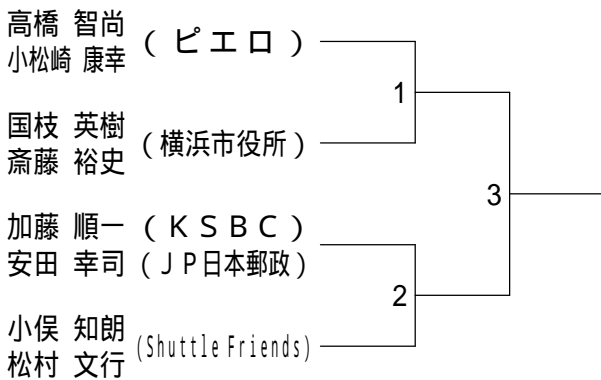 高橋 智尚
小松崎 康幸
(ピエロ)
1
国枝 英樹
斎藤 裕史
(横浜市役所)
3
加藤 順一 (KSBC)
安田 幸司 (JP日本郵政)
2
小俣 知朗
松村 文行
(Shuttle Friends)